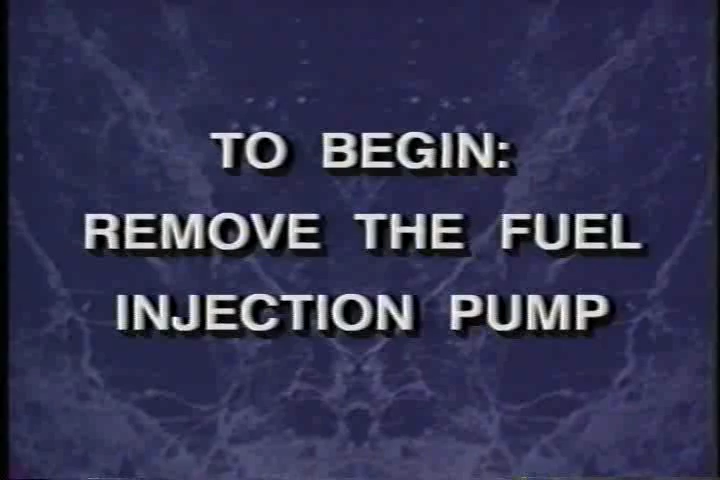 TO BEGIN:
REMOVE THE FUEL
INJECTION PUMP